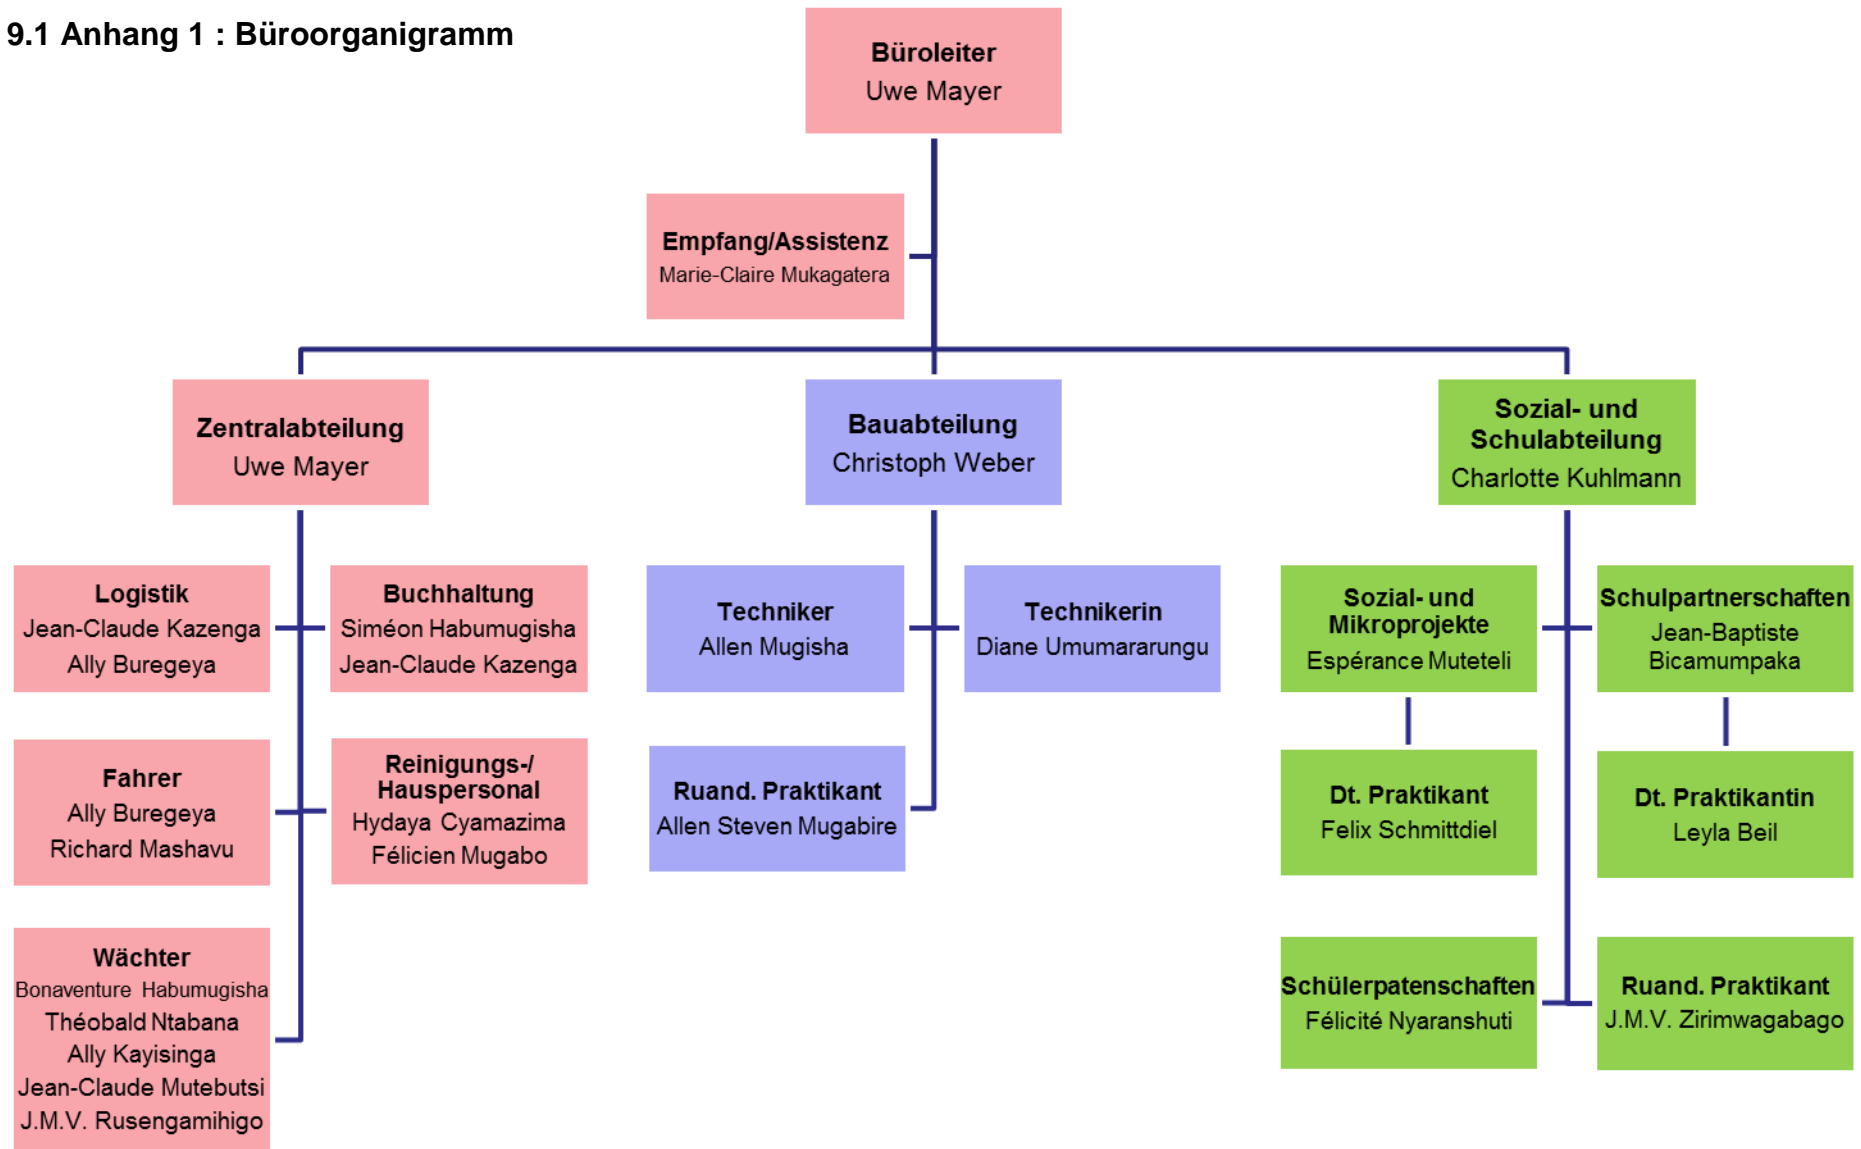 9.1 Anhang 1 : Büroorganigramm
Büroleiter
Uwe Mayer
Empfang/Assistenz
Marie-Claire Mukagatera
Zentralabteilung
Uwe Mayer
Bauabteilung
Christoph Weber
Sozial- und
Schulabteilung
Charlotte Kuhlmann
Logistik
Jean-Claude Kazenga
Ally Buregeya
Buchhaltung
Siméon Habumugisha
Jean-Claude Kazenga
Techniker
Allen Mugisha
Technikerin
Diane Umumararungu
Sozial- und
Mikroprojekte
Espérance Muteteli
Schulpartnerschaften
Jean-Baptiste
Bicamumpaka
Fahrer
Ally Buregeya
Richard Mashavu
Reinigungs-/
Hauspersonal
Hydaya Cyamazima
Félicien Mugabo
Ruand. Praktikant
Allen Steven Mugabire
Dt. Praktikant
Felix Schmittdiel
Dt. Praktikantin
Leyla Beil
Wächter
Bonaventure Habumugisha
Théobald Ntabana
Ally Kayisinga
Jean-Claude Mutebutsi
J.M.V. Rusengamihigo
Schülerpatenschaften
Félicité Nyaranshuti
Ruand. Praktikant
J.M.V. Zirimwagabago